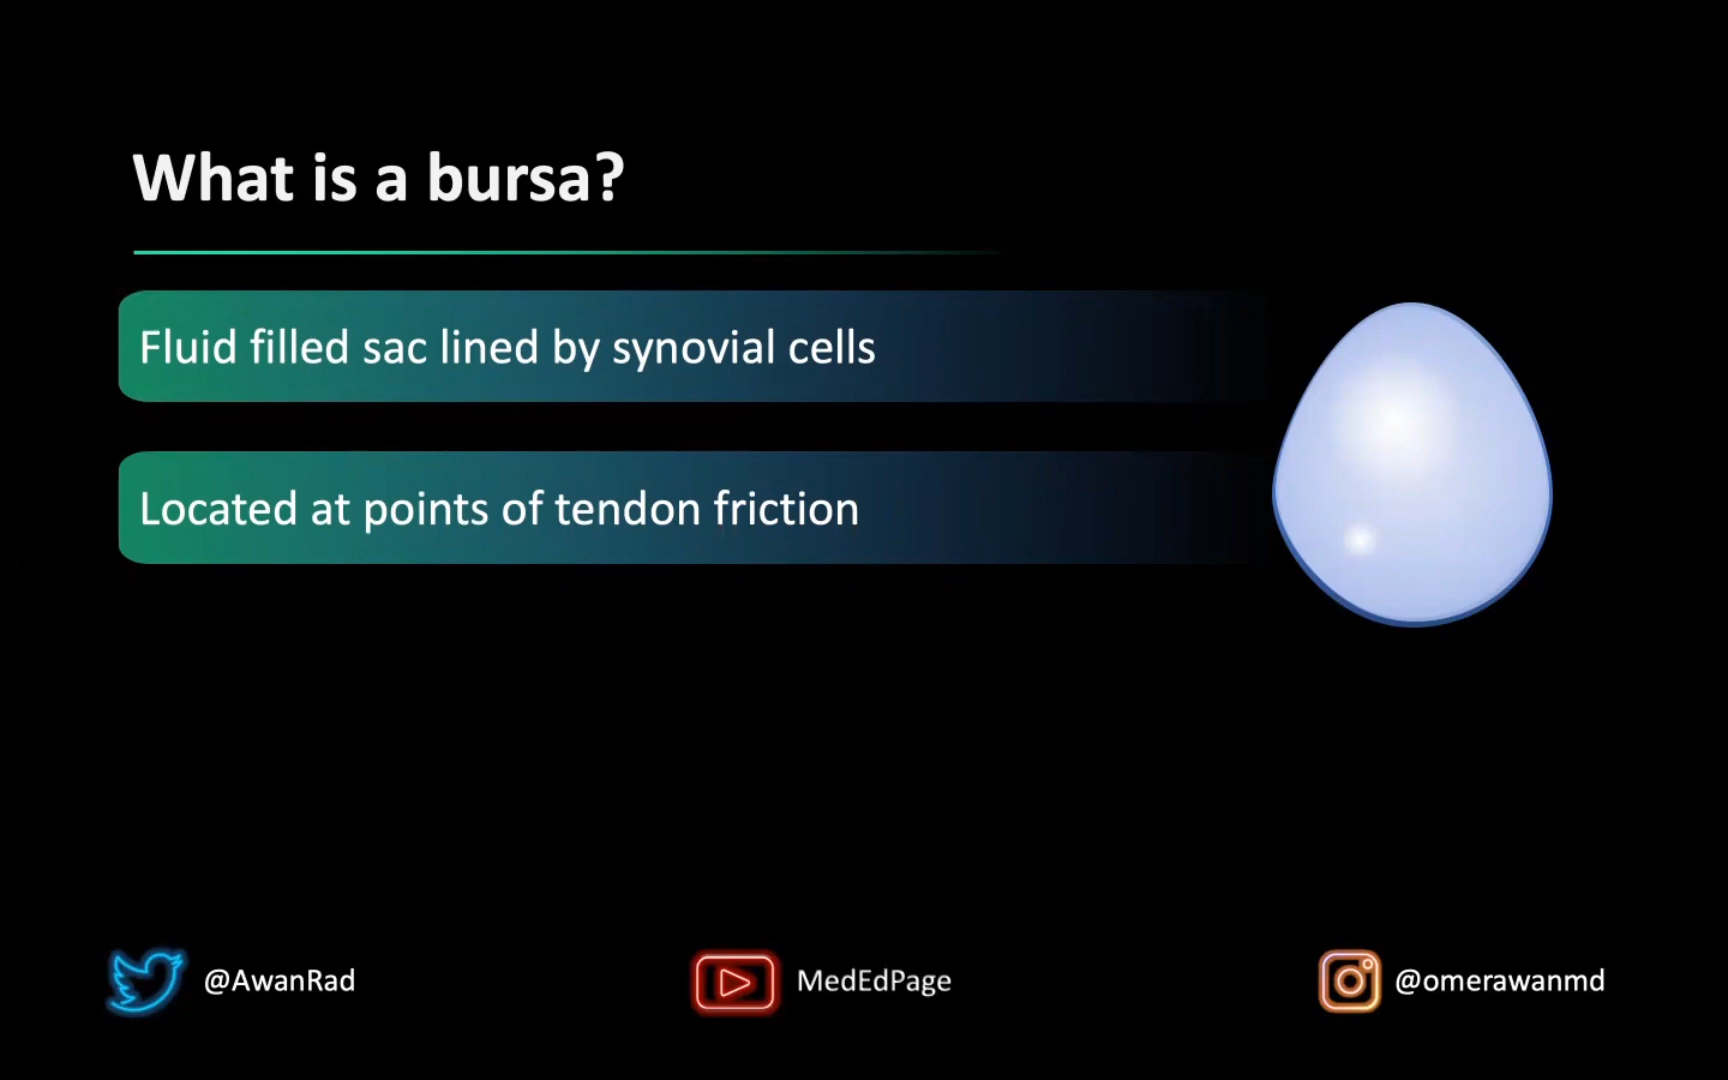 What is a bursa?
Fluid filled sac lined by synovial cells
Located at points of tendon friction
@AwanRad
MedEdPage
@omerawanmd